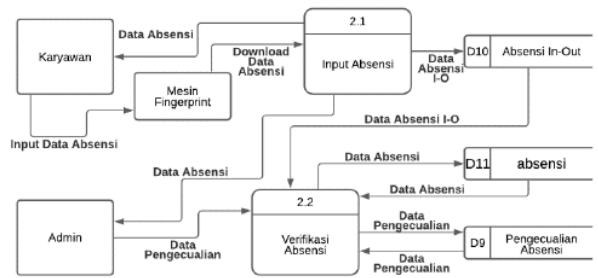 2.1
Karyawan
Data Absensi
Download
Data
Absensi
Input Absensi
Data
Absensi
I-O
D10
Absensi In-Out
Mesin
Fingerprint
Input Data Absensi
Data Absensi I-O
Data Absensi
Data Absensi
D11
absensi
Data Absensi
2.2
Admin
Data
Pengecualian
Verifikasi
Absensi
Data
Pengecualian
D9
Pengecualian
Absensi
Data
Pengecualian